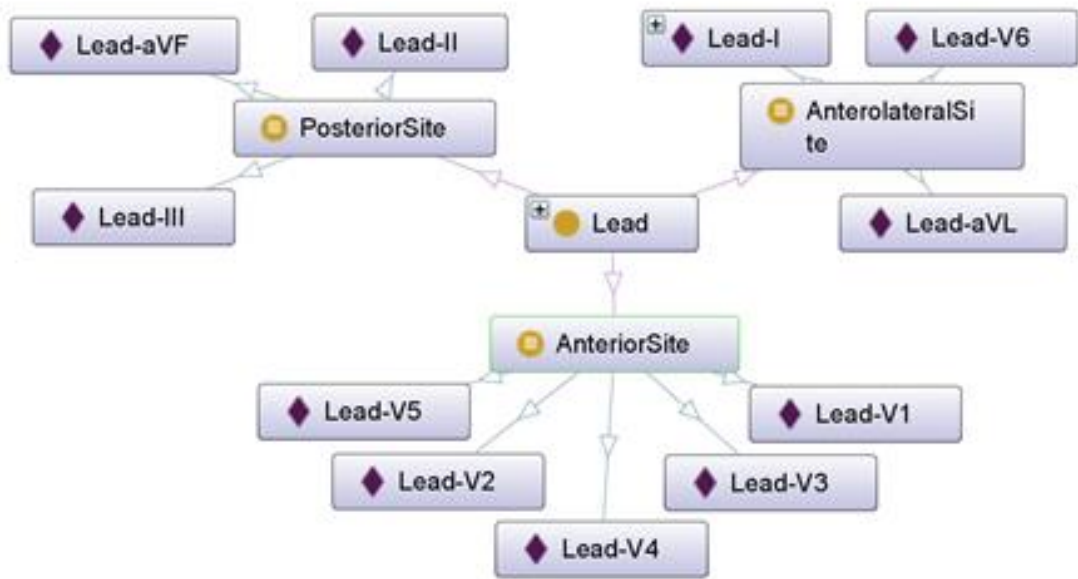 Lead-aVF
Lead-II
Lead-I
Lead-V6
PosteriorSite
AnterolateralSi
te
Lead-III
Lead
Lead-aVL
AnteriorSite
Lead-V5
Lead-V1
Lead-V2
Lead-V3
Lead-V4